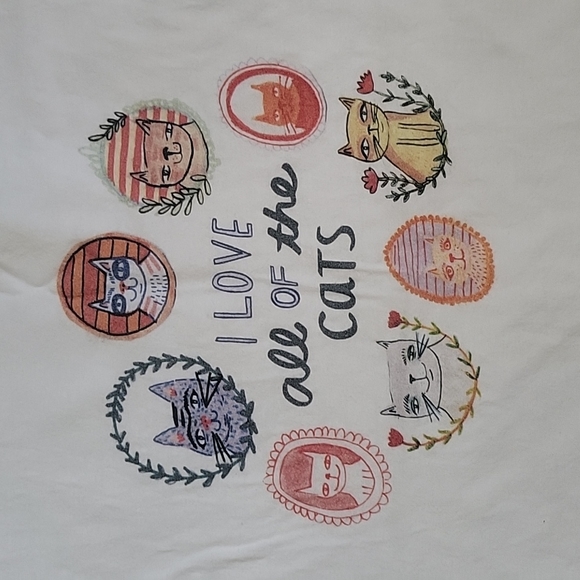 I LOVE
all OF the
CATS